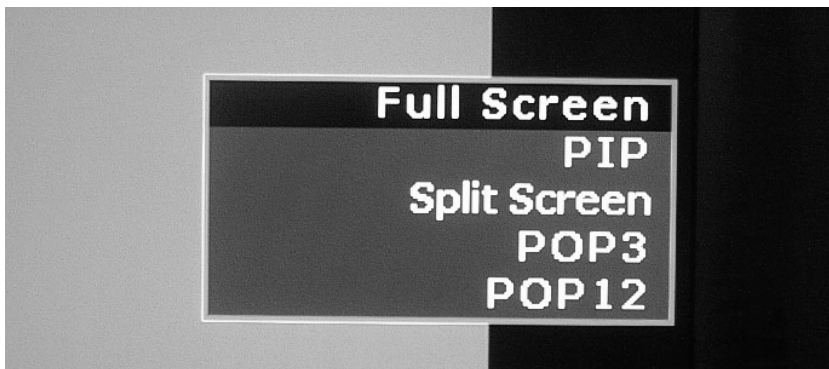 Full Screen
PIP
Split Screen
POP3
POP12